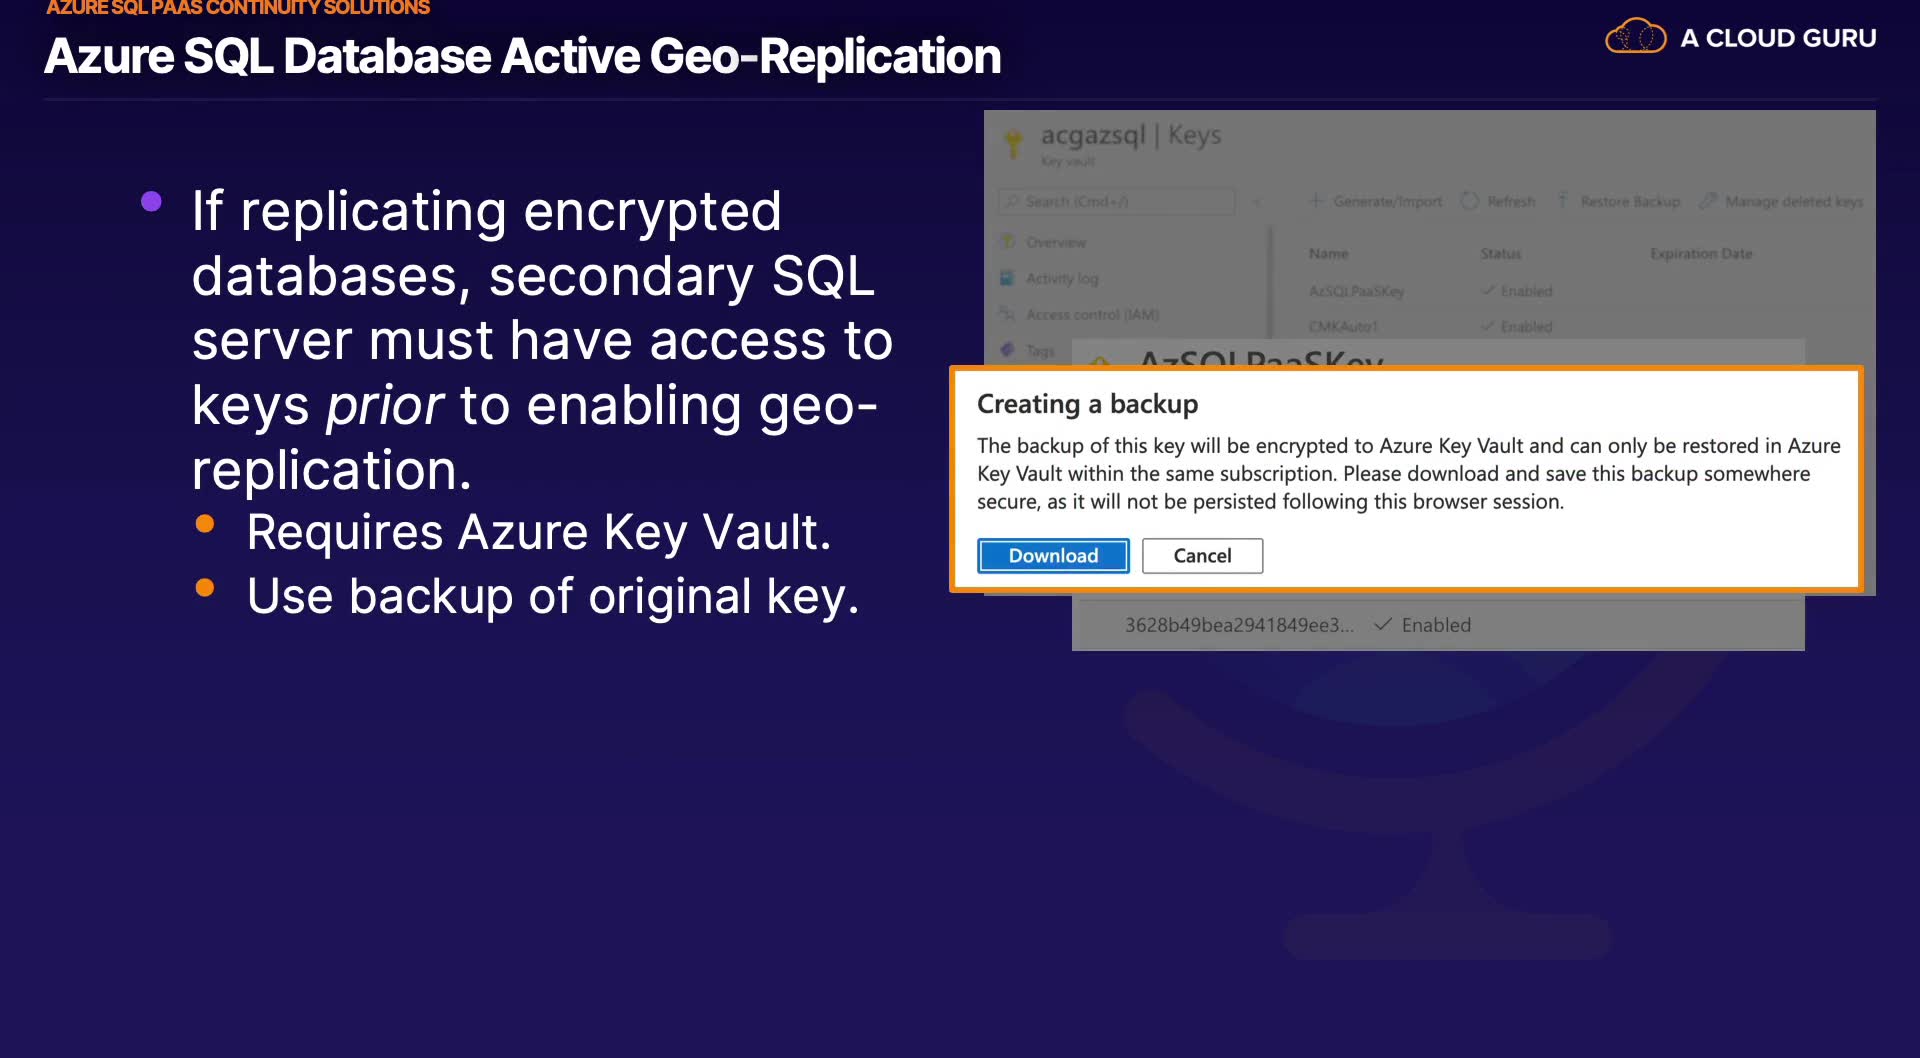 AZURE SQL PAAS CONTINUITY SOLUTIONS
Azure SQL Database Active Geo-Replication
A CLOUD GURU
If replicating encrypted
databases, secondary SQL
server must have access to
keys prior to enabling geo-
replication.
Requires Azure Key Vault.
Use backup of original key.
acgazsql | Keys
Key vault
Search (Cmd+/)
Generate/Import Refresh Restore Backup Manage deleted keys
Overview
Activity log
Access control (IAM)
Tags
Name Status Expiration Date
AzSQLPaaSKey Enabled
CMKAuto1 Enabled
AzSQLPaaSKey
Creating a backup
The backup of this key will be encrypted to Azure Key Vault and can only be restored in Azure
Key Vault within the same subscription. Please download and save this backup somewhere
secure, as it will not be persisted following this browser session.
Download Cancel
3628b49bea2941849ee3... Enabled